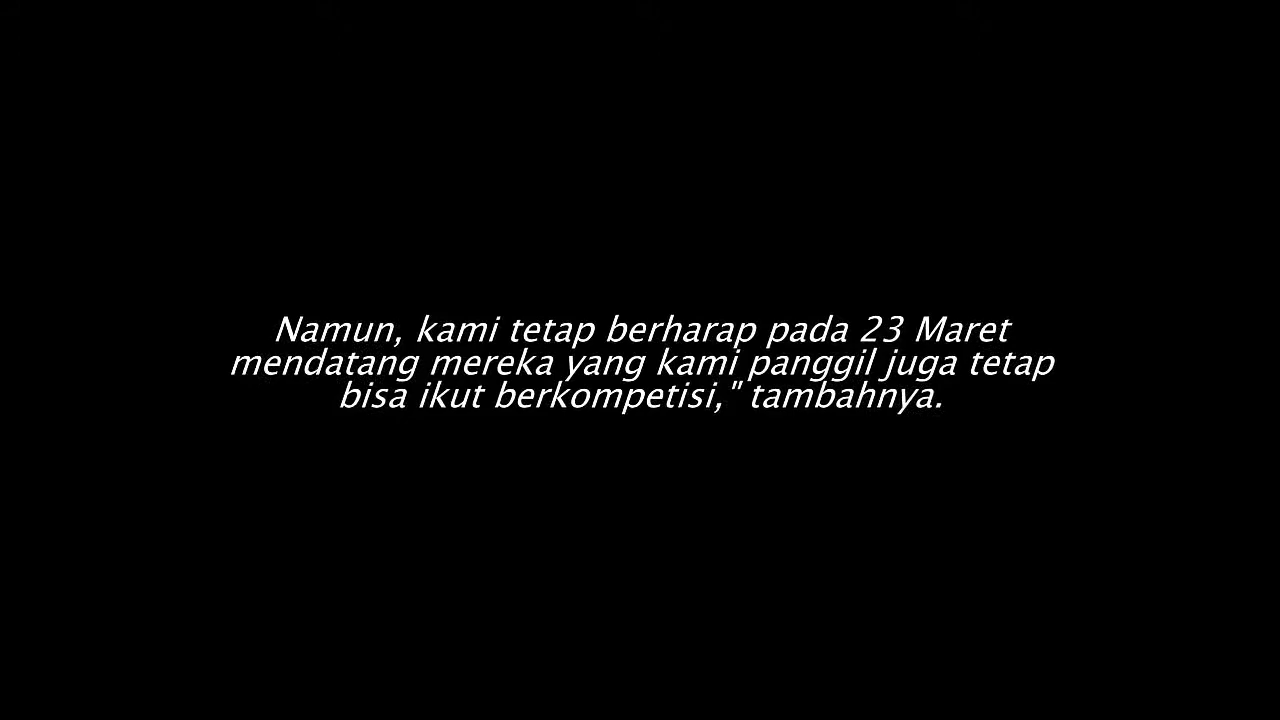 Namun, kami tetap berharap pada 23 Maret
mendatang mereka yang kami panggil juga tetap
bisa ikut berkompetisi," tambahnya.